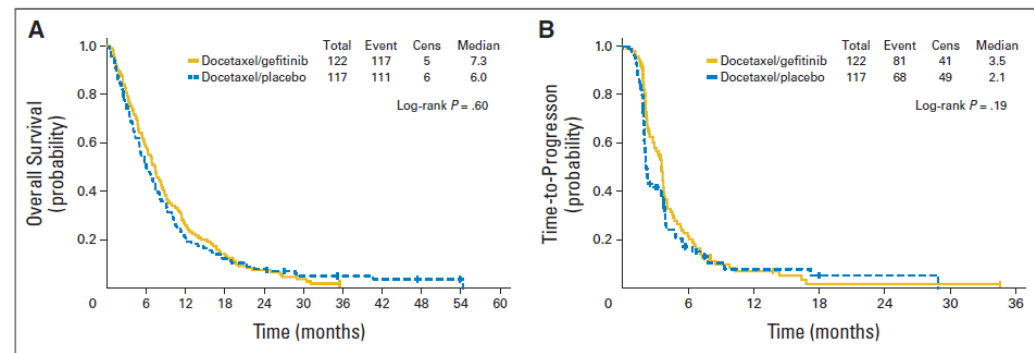 A
Total Event Cens Median
Docetaxel/gefitinib 122 117 5 7.3
Docetaxel/placebo 117 111 6 6.0
Log-rank P = .60
Overall Survival
(probability)
1.0
0.8
0.6
0.4
0.2
0 6 12 18 24 30 36 42 48 54 60
Time (months)
B
Total Event Cens Median
Docetaxel/gefitinib 122 81 41 3.5
Docetaxel/placebo 117 68 49 2.1
Log-rank P = .19
Time-to-Progresson
(probability)
1.0
0.8
0.6
0.4
0.2
0 6 12 18 24 30 36
Time (months)